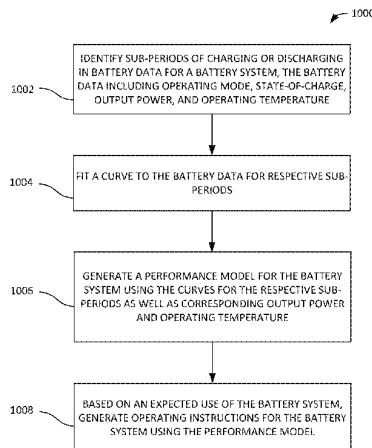 1000
IDENTIFY SUB-PERIODS OF CHARGING OR DISCHARGING
IN BATTERY DATA FOR A BATTERY SYSTEM, THE BATTERY
DATA INCLUDING OPERATING MODE, STATE-OF-CHARGE,
OUTPUT POWER, AND OPERATING TEMPERATURE
1002
FIT A CURVE TO THE BATTERY DATA FOR RESPECTIVE SUB-
PERIODS
1004
GENERATE A PERFORMANCE MODEL FOR THE BATTERY
SYSTEM USING THE CURVES FOR THE RESPECTIVE SUB-
PERIODS AS WELL AS CORRESPONDING OUTPUT POWER
AND OPERATING TEMPERATURE
1006
BASED ON AN EXPECTED USE OF THE BATTERY SYSTEM,
GENERATE OPERATING INSTRUCTIONS FOR THE BATTERY
SYSTEM USING THE PERFORMANCE MODEL.
1008